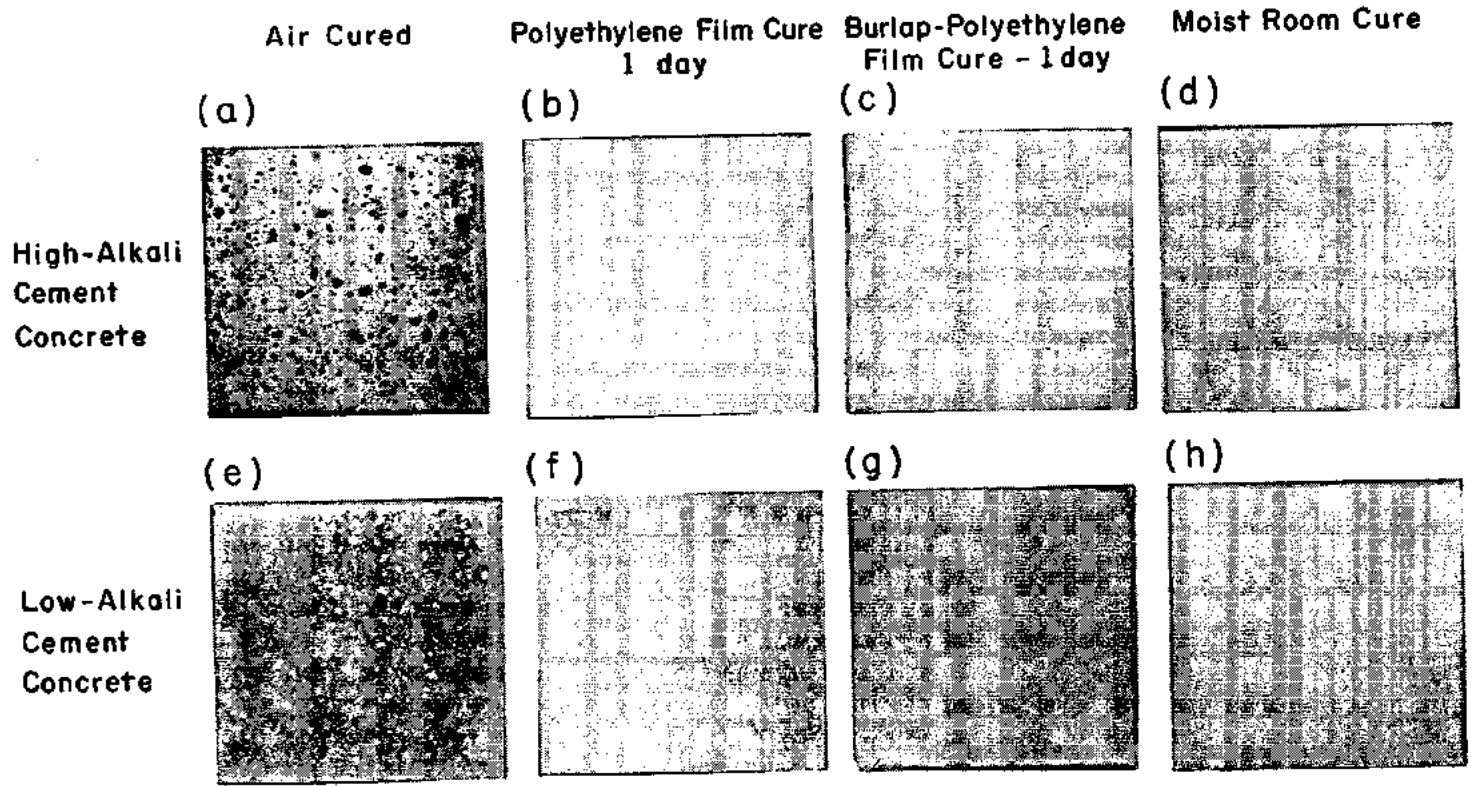 Air Cured
Polyethylene Film Cure
1 day
Burlap-Polyethylene
Film Cure - 1 day
Moist Room Cure
(a)
(b)
(c)
(d)
High-Alkali
Cement
Concrete
(e)
(f)
(g)
(h)
Low-Alkali
Cement
Concrete